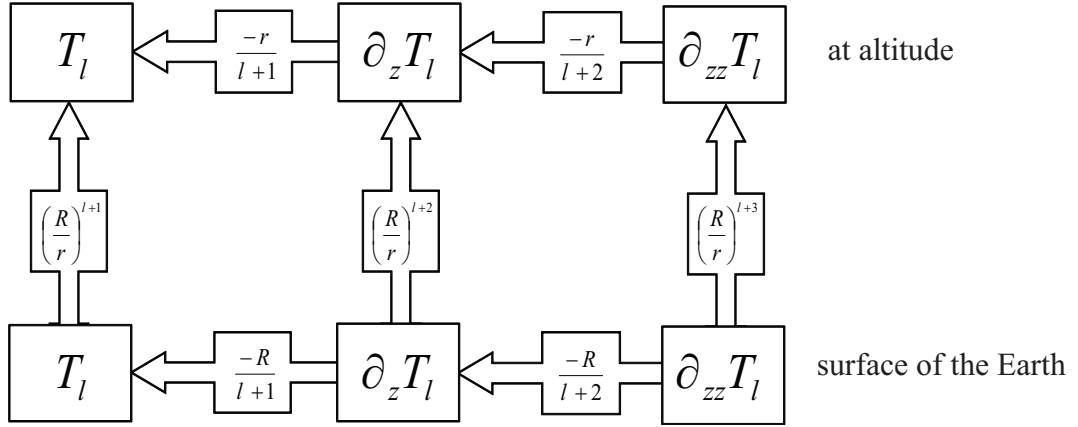 T_l  -r/(l+1)  ∂_z T_l  -r/(l+2)  ∂_zz T_l  at altitude
(R/r)^(l+1)  (R/r)^(l+2)  (R/r)^(l+3)
T_l  -R/(l+1)  ∂_z T_l  -R/(l+2)  ∂_zz T_l  surface of the Earth